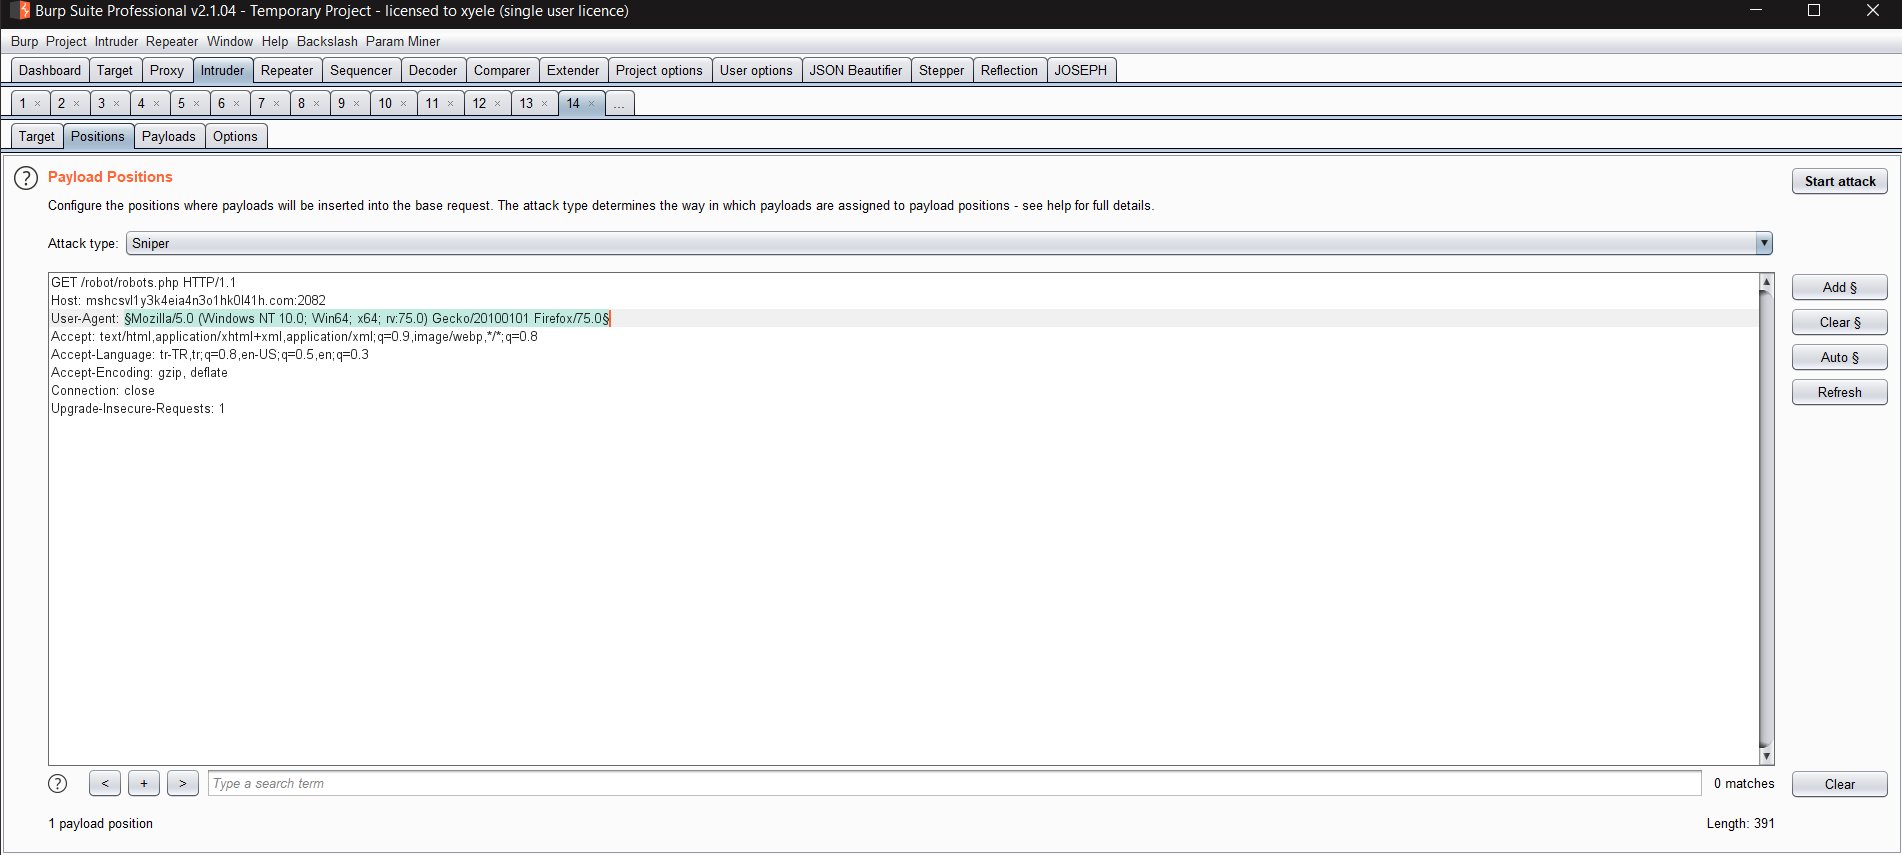 Burp Suite Professional v2.1.04 - Temporary Project - licensed to xyele (single user licence)
Burp Project Intruder Repeater Window Help Backslash Param Miner
Dashboard Target Proxy Intruder Repeater Sequencer Decoder Comparer Extender Project options User options JSON Beautifier Stepper Reflection JOSEPH
1 × 2 × 3 × 4 × 5 × 6 × 7 × 8 × 9 × 10 × 11 × 12 × 13 × 14 × ...
Target Positions Payloads Options
? Payload Positions
Start attack
Configure the positions where payloads will be inserted into the base request. The attack type determines the way in which payloads are assigned to payload positions - see help for full details.
Attack type: Sniper
GET /robot/robots.php HTTP/1.1
Host: mshcsvl1y3k4eia4n3o1hk0l41h.com:2082
User-Agent: §Mozilla/5.0 (Windows NT 10.0; Win64; x64; rv:75.0) Gecko/20100101 Firefox/75.0§
Accept: text/html,application/xhtml+xml,application/xml;q=0.9,image/webp,*/*;q=0.8
Accept-Language: tr-TR,tr;q=0.8,en-US;q=0.5,en;q=0.3
Accept-Encoding: gzip, deflate
Connection: close
Upgrade-Insecure-Requests: 1
Add §
Clear §
Auto §
Refresh
? < + > Type a search term 0 matches Clear
1 payload position Length: 391